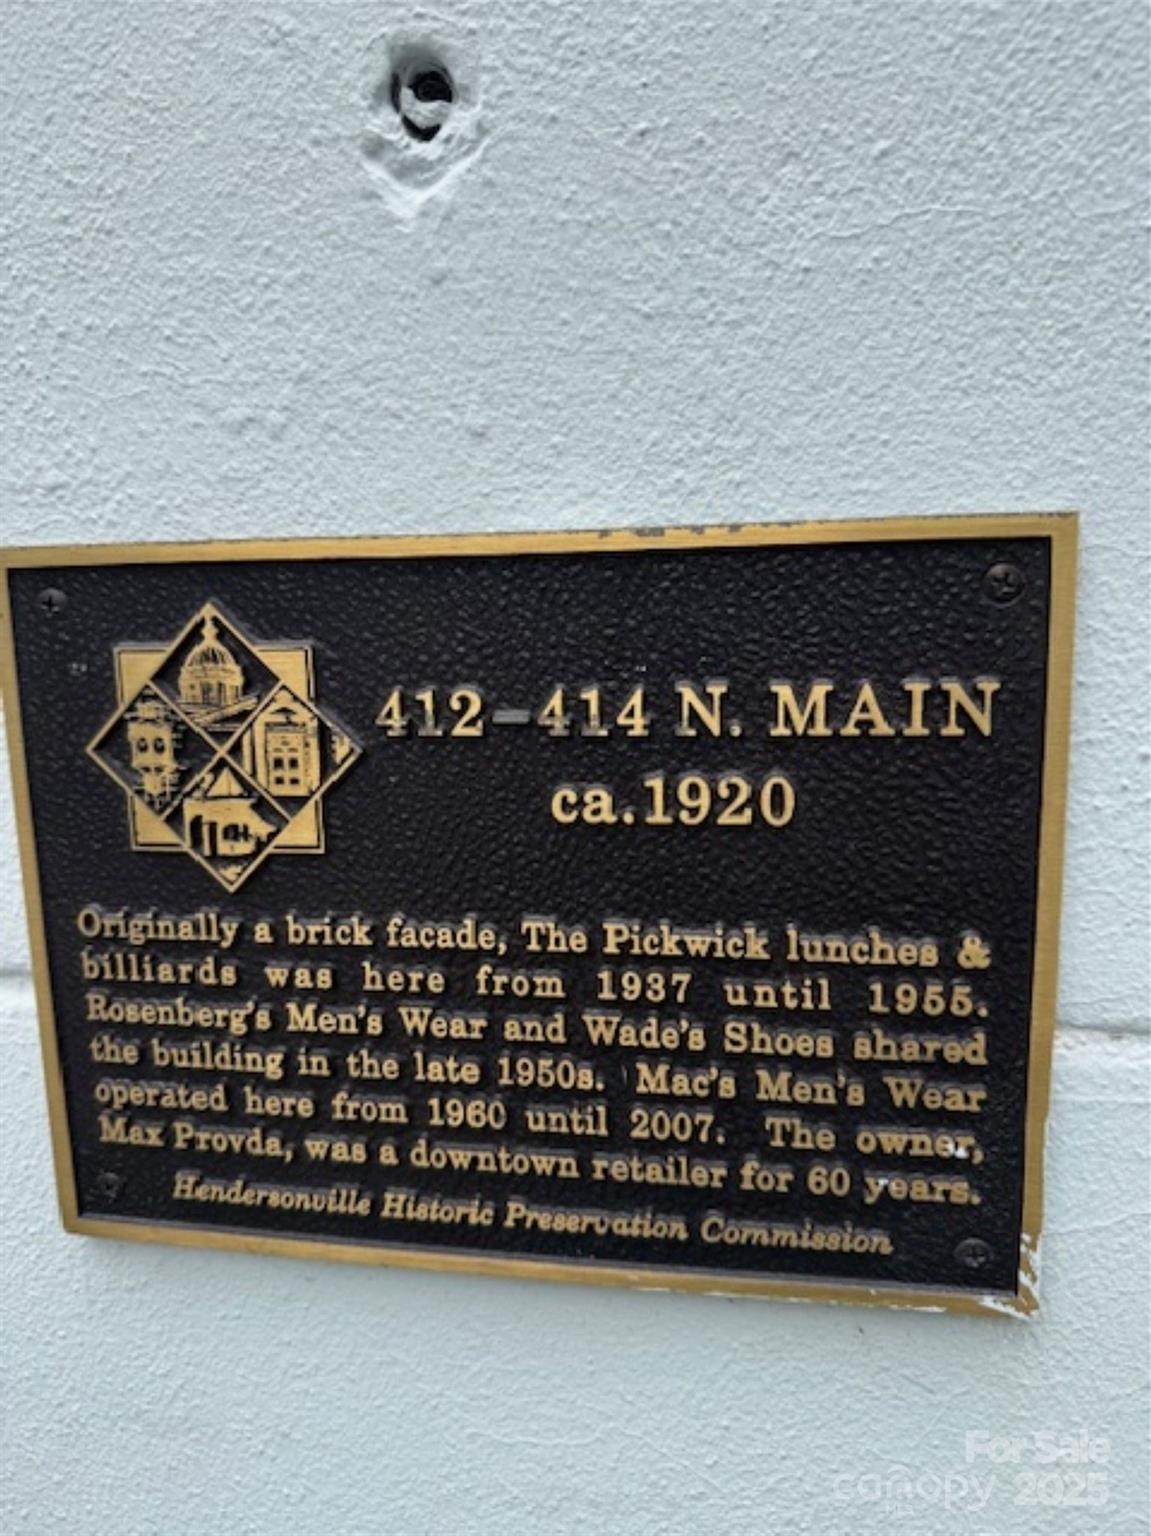 412-414 N. MAIN
ca.1920
Originally a brick facade, The Pickwick lunches &
billiards was here from 1937 until 1955.
Rosenberg's Men's Wear and Wade's Shoes shared
the building in the late 1950s. Mac's Men's Wear
operated here from 1960 until 2007. The owner,
Max Provda, was a downtown retailer for 60 years.
Hendersonville Historic Preservation Commission
For Sale
canopy 2025
MLS